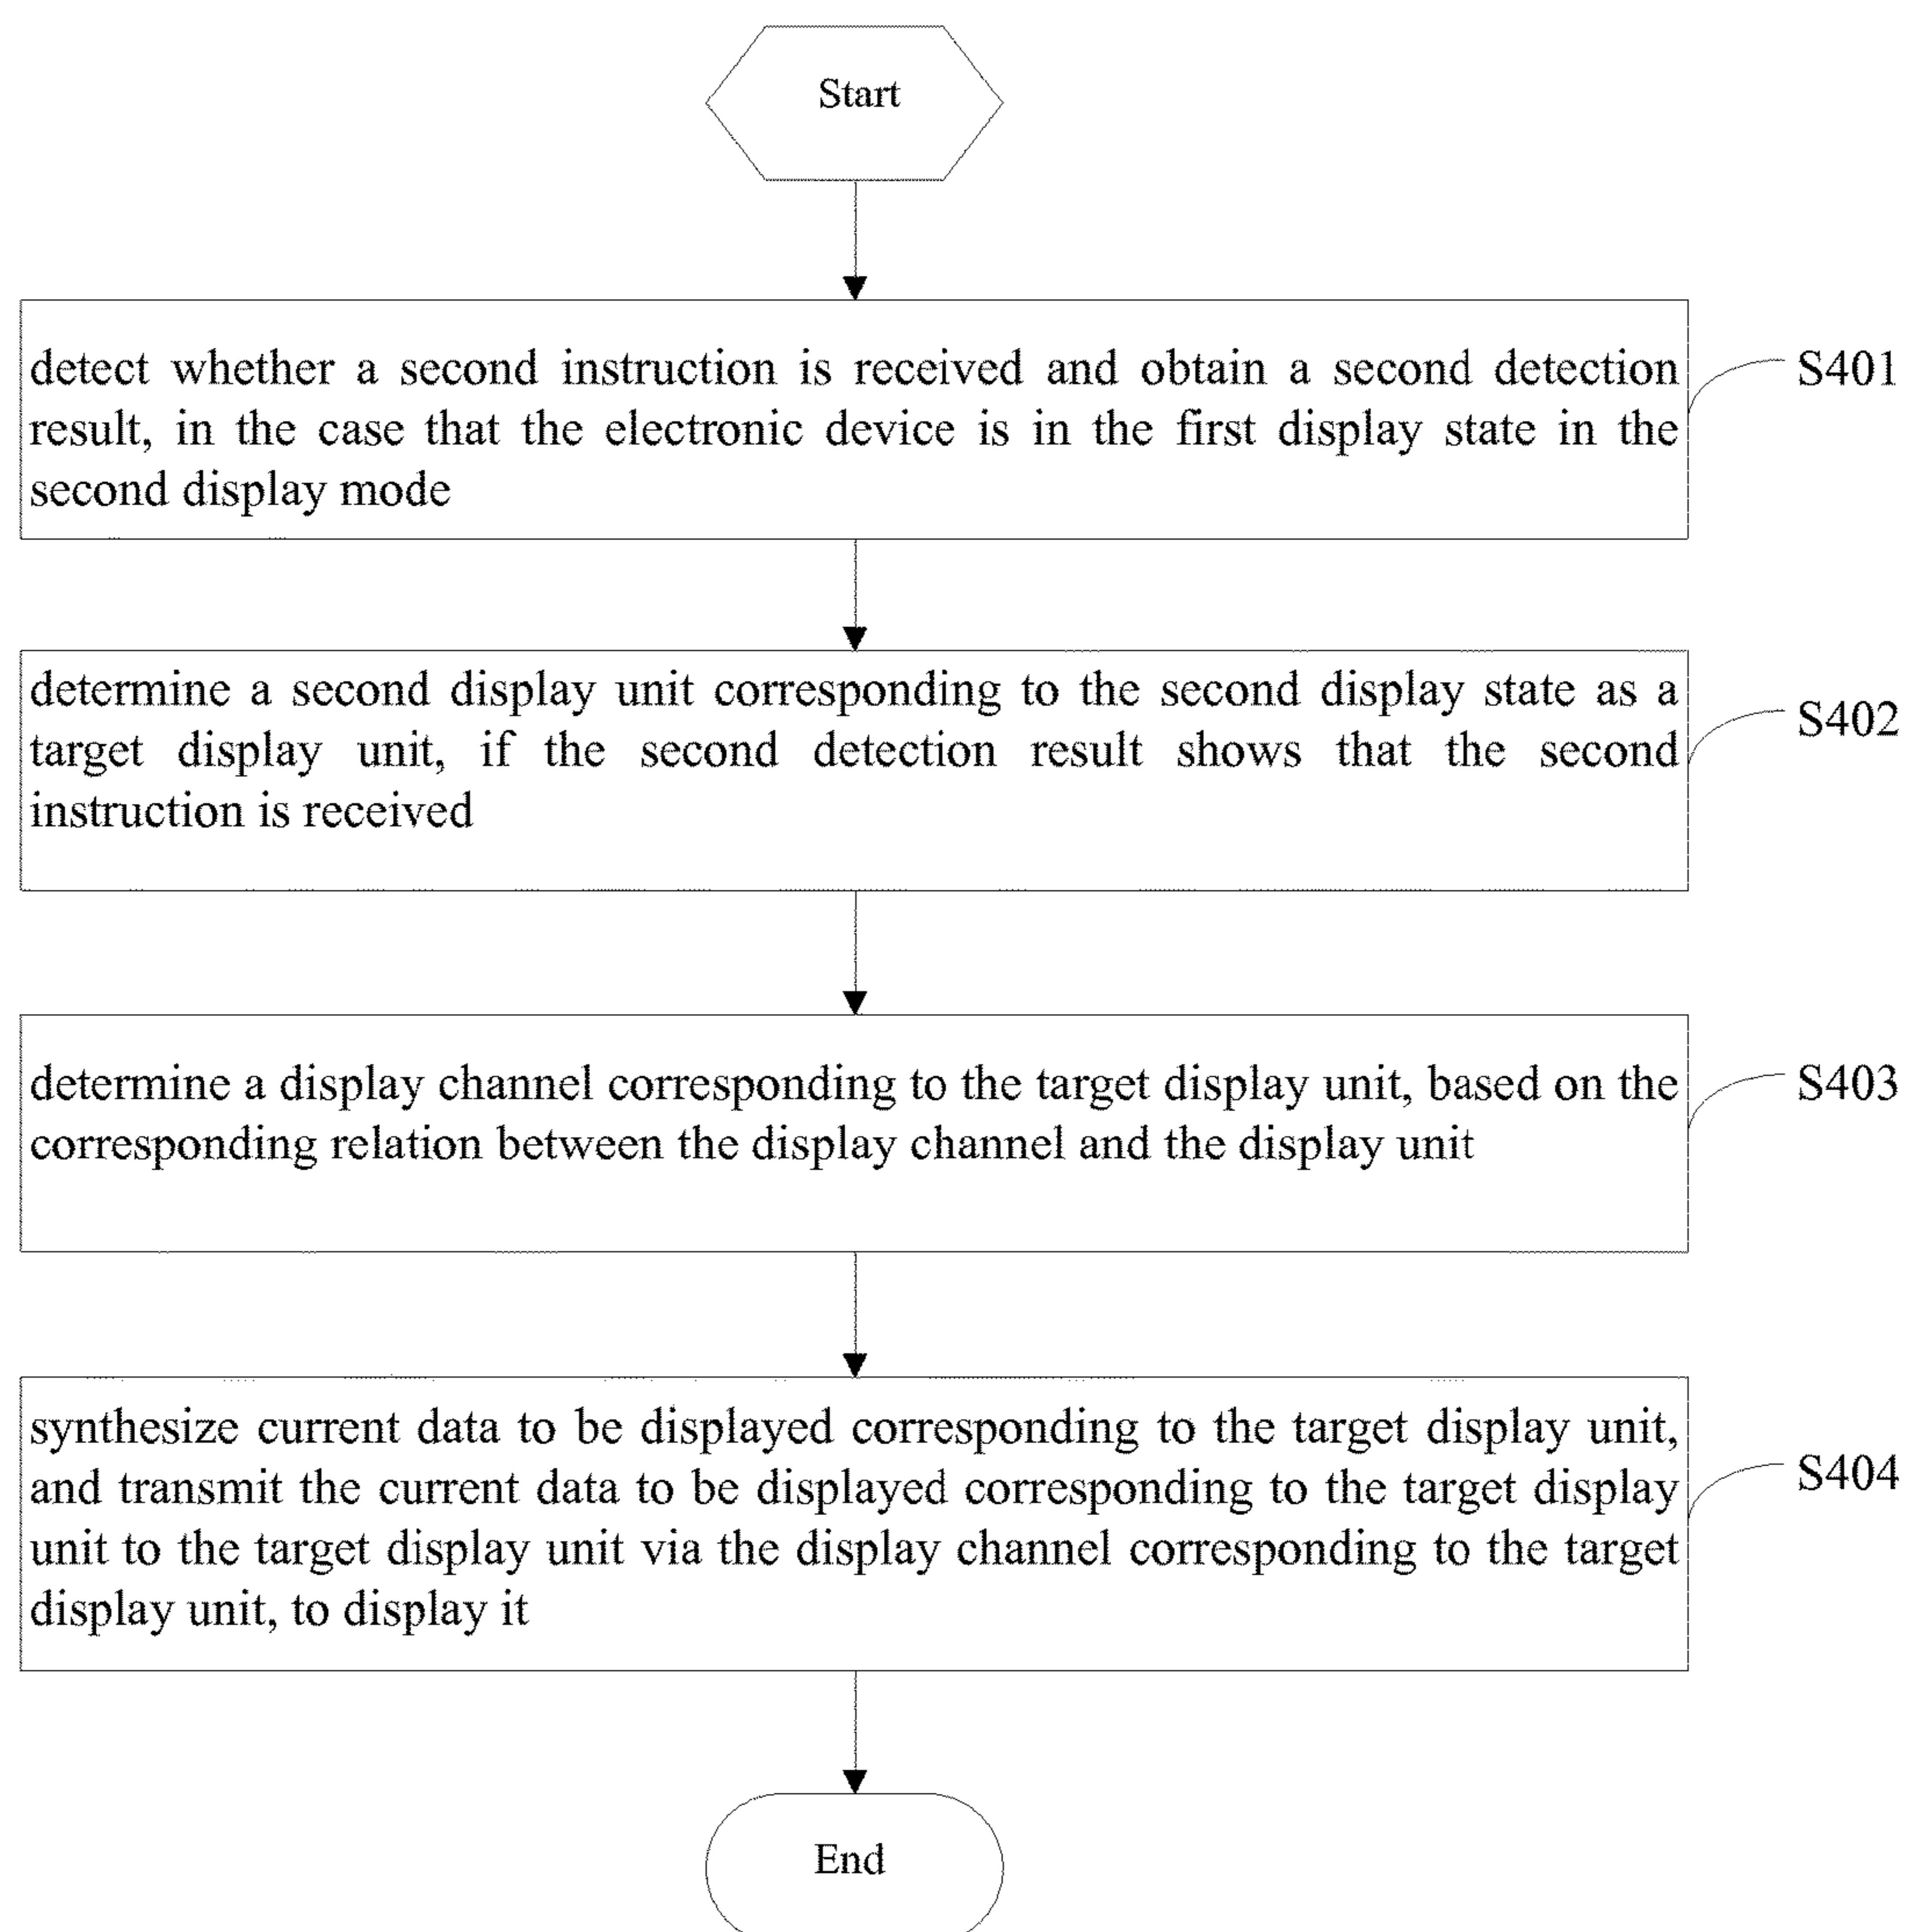 Start
detect whether a second instruction is received and obtain a second detection
result, in the case that the electronic device is in the first display state in the
second display mode
S401
determine a second display unit corresponding to the second display state as a
target display unit, if the second detection result shows that the second
instruction is received
S402
determine a display channel corresponding to the target display unit, based on the
corresponding relation between the display channel and the display unit
S403
synthesize current data to be displayed corresponding to the target display unit,
and transmit the current data to be displayed corresponding to the target display
unit to the target display unit via the display channel corresponding to the target
display unit, to display it
S404
End